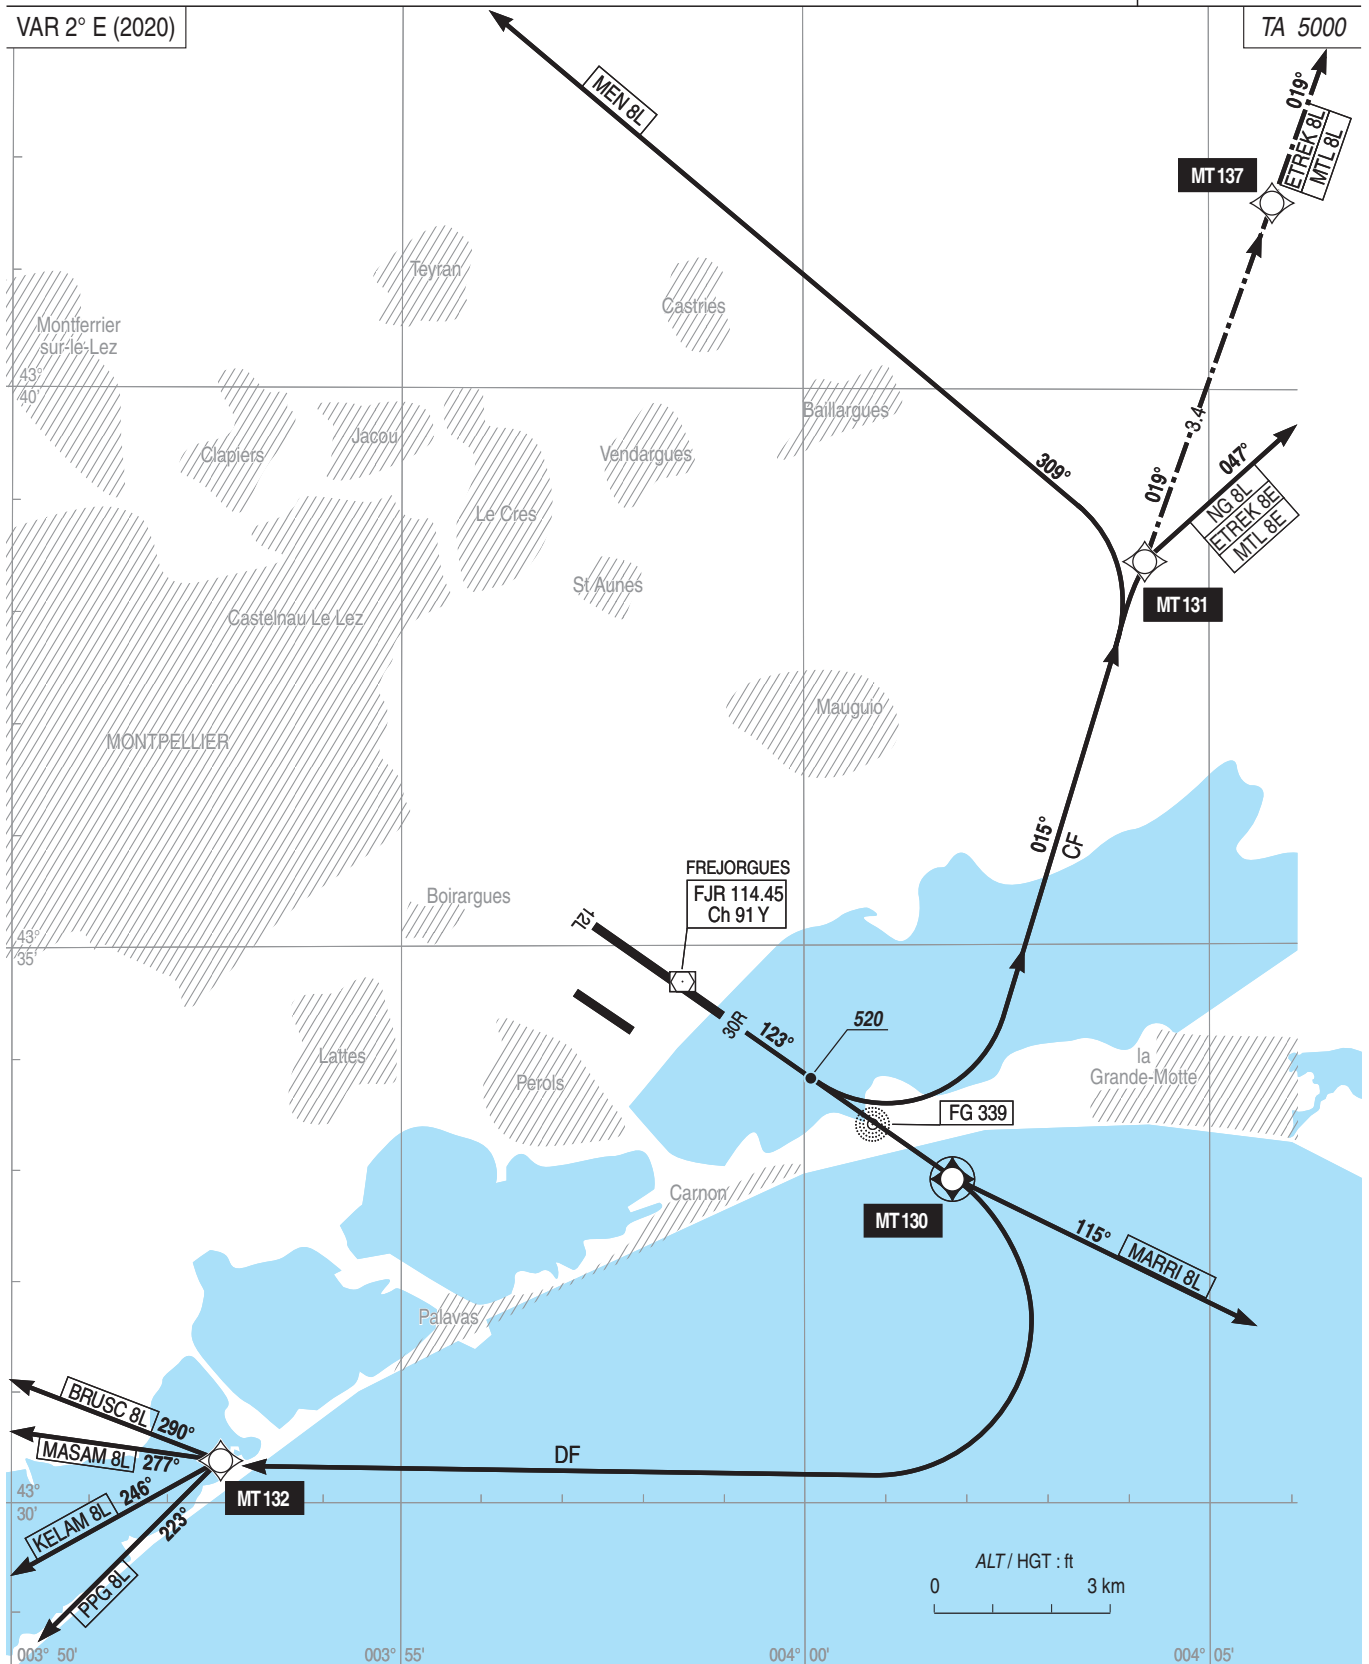 VAR 2° E (2020)
TA 5000
MEN 8L
019°
ETREK 8L
MTL 8L
MT 137
Teyran
Castries
Montferrier
sur-le-Lez
43°
40'
Baillargues
Jacou
Clapiers
Vendargues
3.4
309°
019°
047°
NG 8L
ETREK 8E
MTL 8E
Le Cres
St Aunes
MT 131
Castelnau Le Lez
Mauguio
MONTPELLIER
015°
CF
FREJORGUES
FJR 114.45
Ch 91 Y
Boirargues
12L
43°
35'
30R
123°
520
Lattes
Perols
la
Grande-Motte
FG 339
Carnon
MT 130
115°
MARRI 8L
Palavas
BRUSC 8L
290°
MASAM 8L
277°
DF
246°
KELAM 8L
MT 132
43°
30'
223°
PPG 8L
ALT / HGT : ft
0
3 km
003° 50'
003° 55'
004° 00'
004° 05'